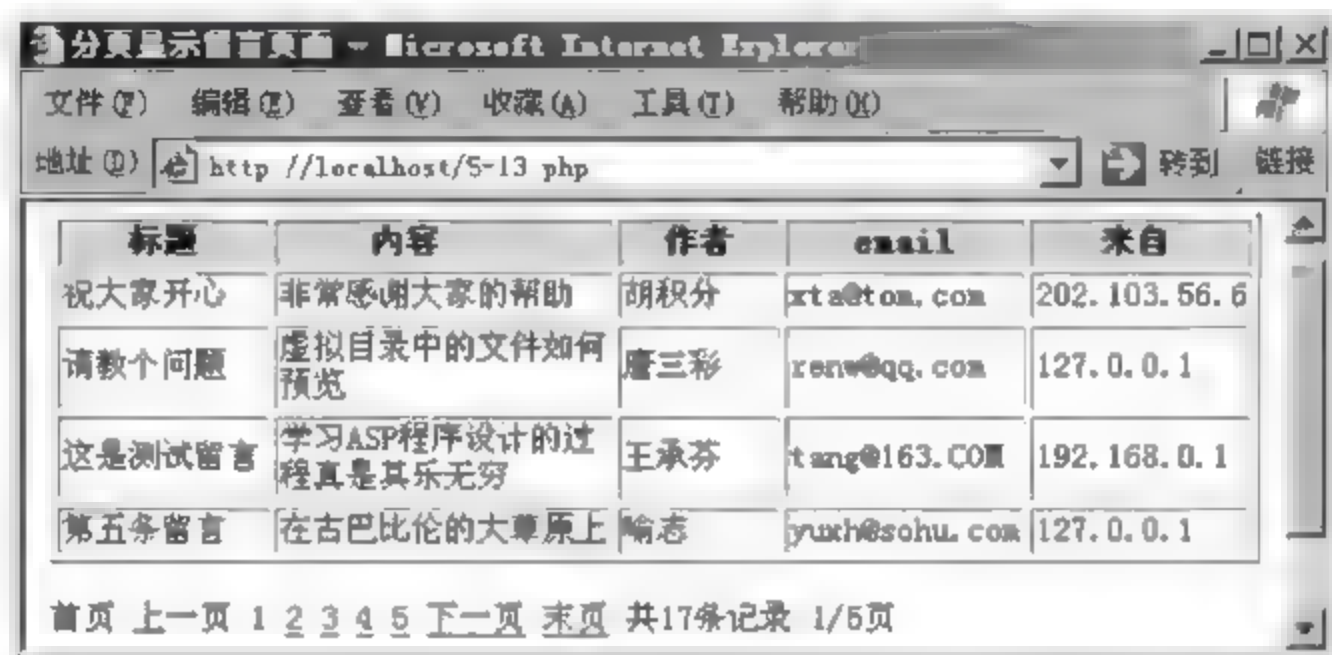 分页显示留言页面 - Microsoft Internet Explorer
文件(F) 编辑(E) 查看(V) 收藏(A) 工具(T) 帮助(H)
地址(D) http //localhost/5-13 php 转到 链接
标题 内容 作者 email 来自
祝大家开心 非常感谢大家的帮助 胡积分 xta@tom.com 202.103.56.6
请教个问题 虚拟目录中的文件如何
预览 唐三彩 renw@qq.com 127.0.0.1
这是测试留言 学习ASP程序设计的过
程真是其乐无穷 王承芬 tang@163.COM 192.168.0.1
第五条留言 在古巴比伦的大草原上 喻志 yuxh@sohu.com 127.0.0.1
首页 上一页 1 2 3 4 5 下一页 末页 共17条记录 1/5页